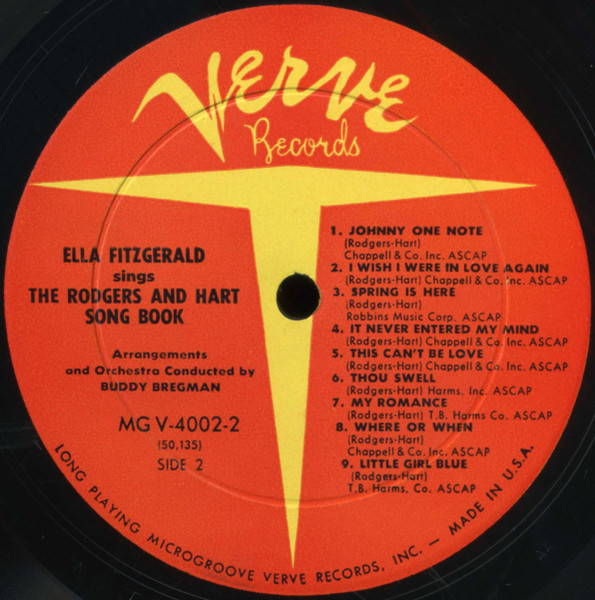 Verve
Records
ELLA FITZGERALD
sings
THE RODGERS AND HART
SONG BOOK
Arrangements
and Orchestra Conducted by
BUDDY BREGMAN
MG V-4002-2
(50,135)
SIDE 2
1. JOHNNY ONE NOTE
(Rodgers-Hart)
Chappell & Co. Inc. ASCAP
2. I WISH I WERE IN LOVE AGAIN
(Rodgers-Hart) Chappell & Co. Inc. ASCAP
3. SPRING IS HERE
(Rodgers-Hart)
Robbins Music Corp. ASCAP
4. IT NEVER ENTERED MY MIND
(Rodgers-Hart) Chappell & Co. Inc. ASCAP
5. THIS CAN'T BE LOVE
(Rodgers-Hart) Chappell & Co. Inc. ASCAP
6. THOU SWELL
(Rodgers-Hart) Harms, Inc. ASCAP
7. MY ROMANCE
(Rodgers-Hart) T.B. Harms Co. ASCAP
8. WHERE OR WHEN
(Rodgers-Hart)
Chappell & Co. Inc. ASCAP
9. LITTLE GIRL BLUE
(Rodgers-Hart)
T.B. Harms, Co. ASCAP
LONG PLAYING MICROGROOVE VERVE RECORDS, INC. — MADE IN U.S.A.